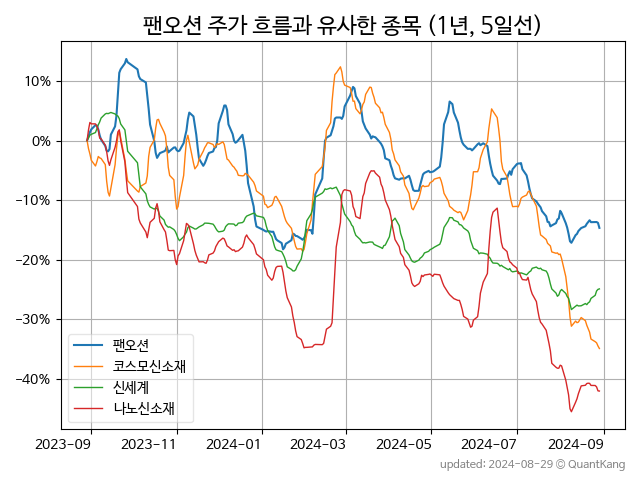 팬오션 주가 흐름과 유사한 종목 (1년, 5일선)
10%
0%
−10%
−20%
−30%
−40%
팬오션
코스모신소재
신세계
나노신소재
2023-09 2023-11 2024-01 2024-03 2024-05 2024-07 2024-09
updated: 2024-08-29 © QuantKang